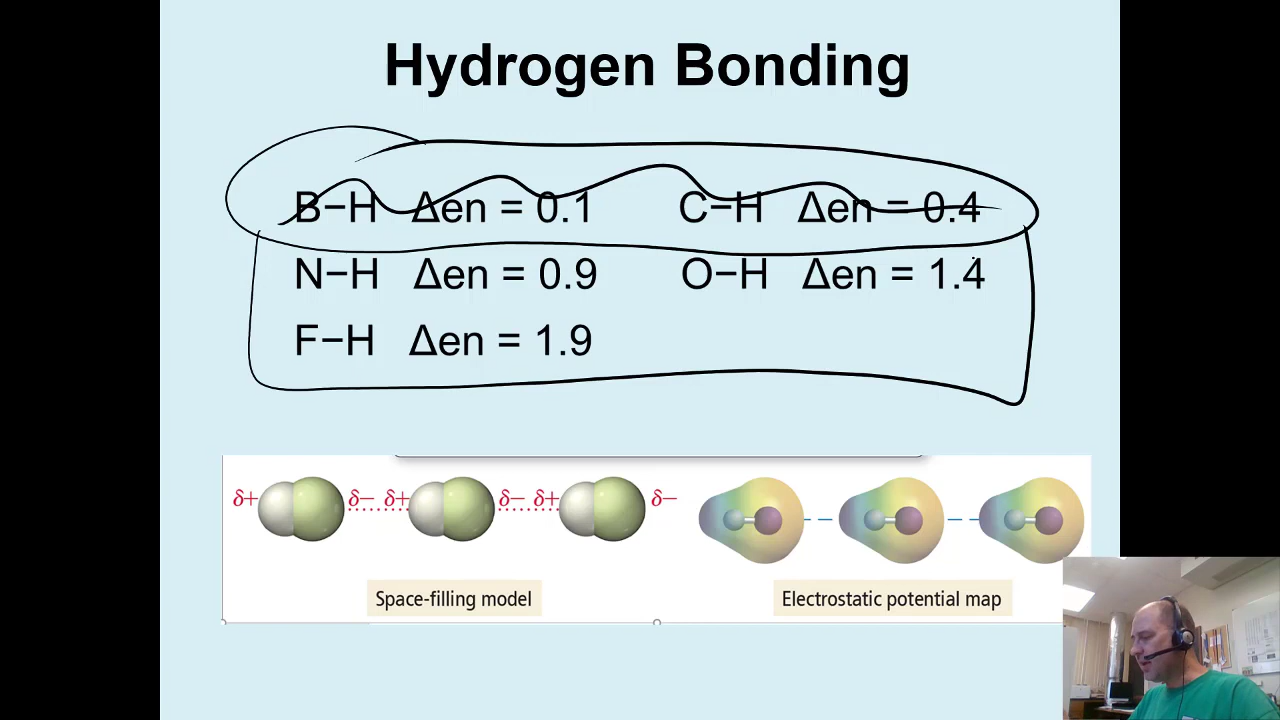 Hydrogen Bonding
B−H Δen = 0.1 C−H Δen = 0.4
N−H Δen = 0.9 O−H Δen = 1.4
F−H Δen = 1.9
δ+ δ− δ+ δ− δ+ δ−
Space-filling model Electrostatic potential map